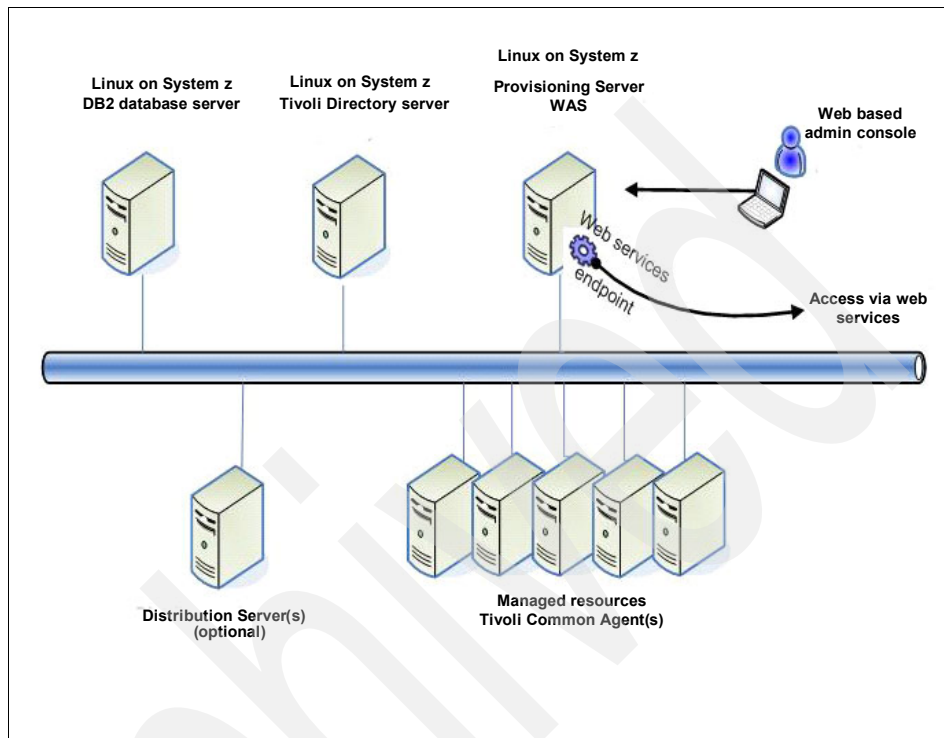 Linux on System z
DB2 database server
Linux on System z
Tivoli Directory server
Linux on System z
Provisioning Server
WAS
Web based
admin console
Web services
endpoint
Access via web
services
Distribution Server(s)
(optional)
Managed resources
Tivoli Common Agent(s)